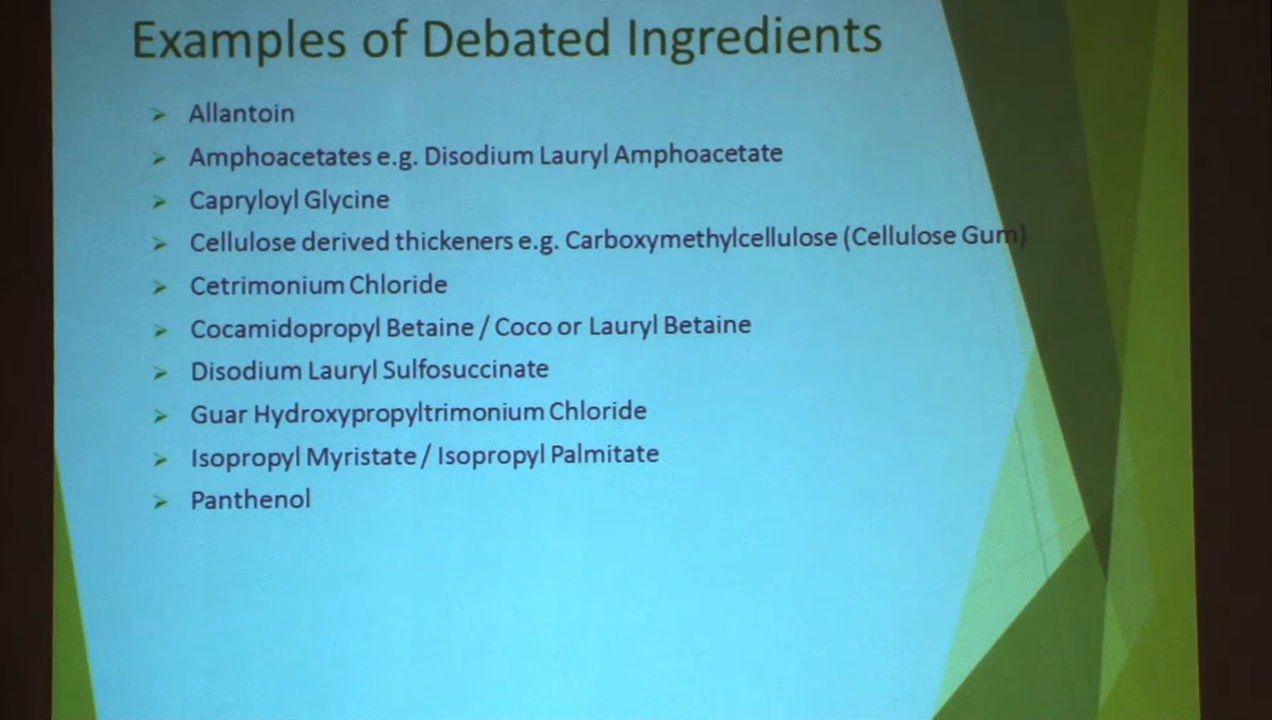 Examples of Debated Ingredients
➤ Allantoin
➤ Amphoacetates e.g. Disodium Lauryl Amphoacetate
➤ Capryloyl Glycine
➤ Cellulose derived thickeners e.g. Carboxymethylcellulose (Cellulose Gum)
➤ Cetrimonium Chloride
➤ Cocamidopropyl Betaine / Coco or Lauryl Betaine
➤ Disodium Lauryl Sulfosuccinate
➤ Guar Hydroxypropyltrimonium Chloride
➤ Isopropyl Myristate / Isopropyl Palmitate
➤ Panthenol